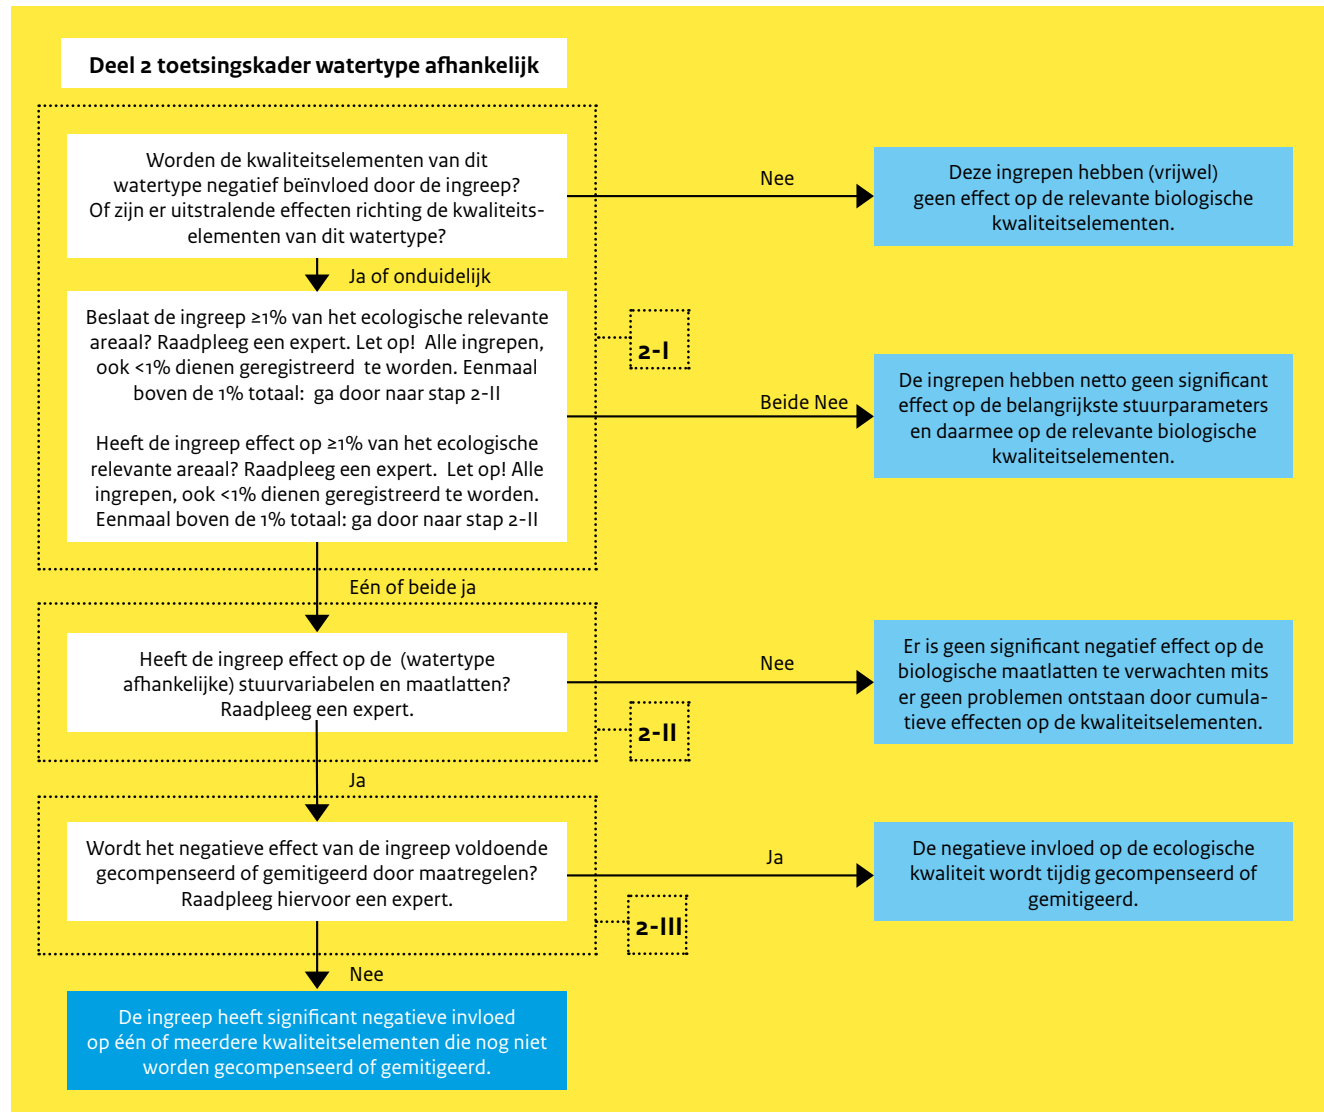 Deel 2 toetsingskader watertype afhankelijk
Worden de kwaliteitselementen van dit
watertype negatief beïnvloed door de ingreep?
Of zijn er uitstralende effecten richting de kwaliteits-
elementen van dit watertype?
Nee
Deze ingrepen hebben (vrijwel)
geen effect op de relevante biologische
kwaliteitselementen.
Ja of onduidelijk
Beslaat de ingreep ≥1% van het ecologische relevante
areaal? Raadpleeg een expert. Let op! Alle ingrepen,
ook <1% dienen geregistreerd te worden. Eenmaal
boven de 1% totaal: ga door naar stap 2-II
Heeft de ingreep effect op ≥1% van het ecologische
relevante areaal? Raadpleeg een expert. Let op! Alle
ingrepen, ook <1% dienen geregistreerd te worden.
Eenmaal boven de 1% totaal: ga door naar stap 2-II
2-I
Beide Nee
De ingrepen hebben netto geen significant
effect op de belangrijkste stuurparameters
en daarmee op de relevante biologische
kwaliteitselementen.
Eén of beide ja
Heeft de ingreep effect op de (watertype
afhankelijke) stuurvariabelen en maatlatten?
Raadpleeg een expert.
2-II
Nee
Er is geen significant negatief effect op de
biologische maatlatten te verwachten mits
er geen problemen ontstaan door cumula-
tieve effecten op de kwaliteitselementen.
Ja
Wordt het negatieve effect van de ingreep voldoende
gecompenseerd of gemitigeerd door maatregelen?
Raadpleeg hiervoor een expert.
2-III
Ja
De negatieve invloed op de ecologische
kwaliteit wordt tijdig gecompenseerd of
gemitigeerd.
Nee
De ingreep heeft significant negatieve invloed
op één of meerdere kwaliteitselementen die nog niet
worden gecompenseerd of gemitigeerd.